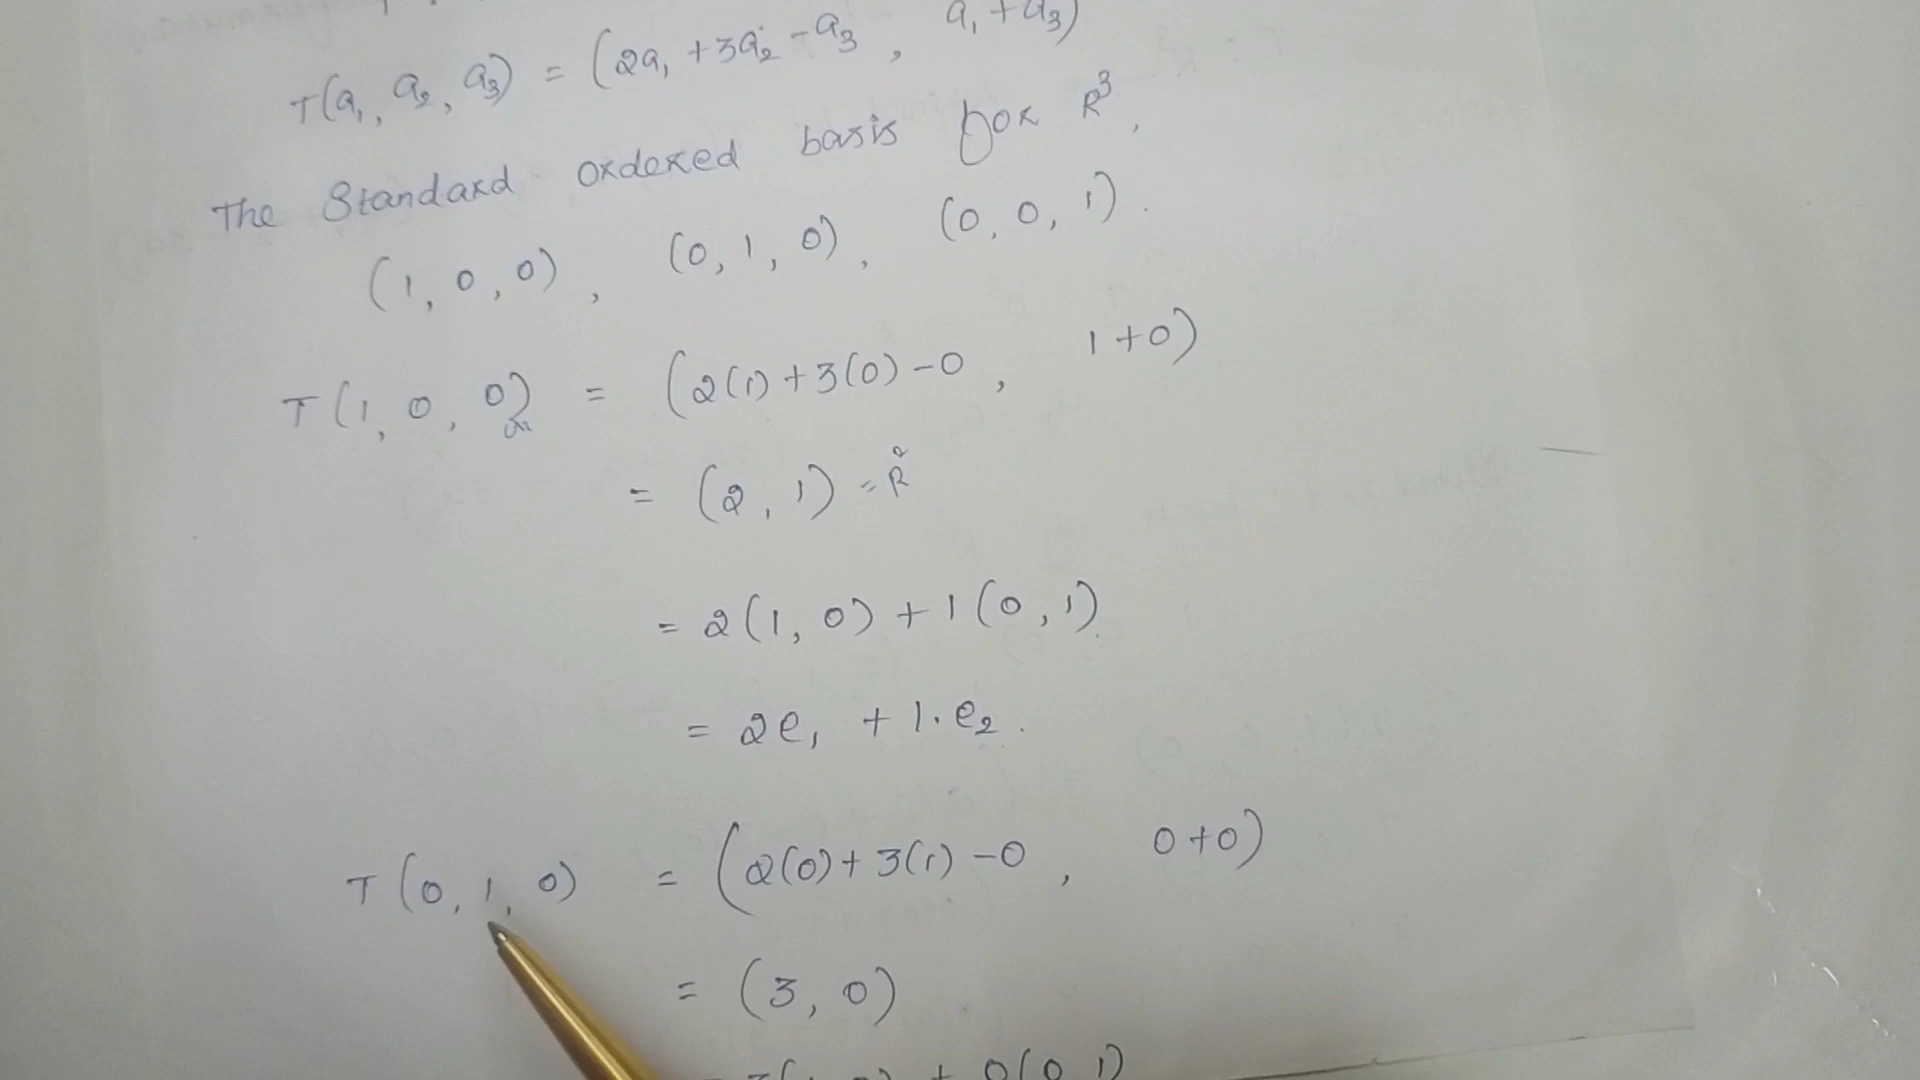 T(a₁, a₂, a₃) = (2a₁ + 3a₂ - a₃, a₁ + a₃)
The Standard ordered basis for R³,
(1, 0, 0), (0, 1, 0), (0, 0, 1).
T(1, 0, 0) = (2(1) + 3(0) - 0, 1 + 0)
= (2, 1) = R²
= 2(1, 0) + 1(0, 1)
= 2e₁ + 1.e₂.
T(0, 1, 0) = (2(0) + 3(1) - 0, 0 + 0)
= (3, 0)
+ 0(0 1)